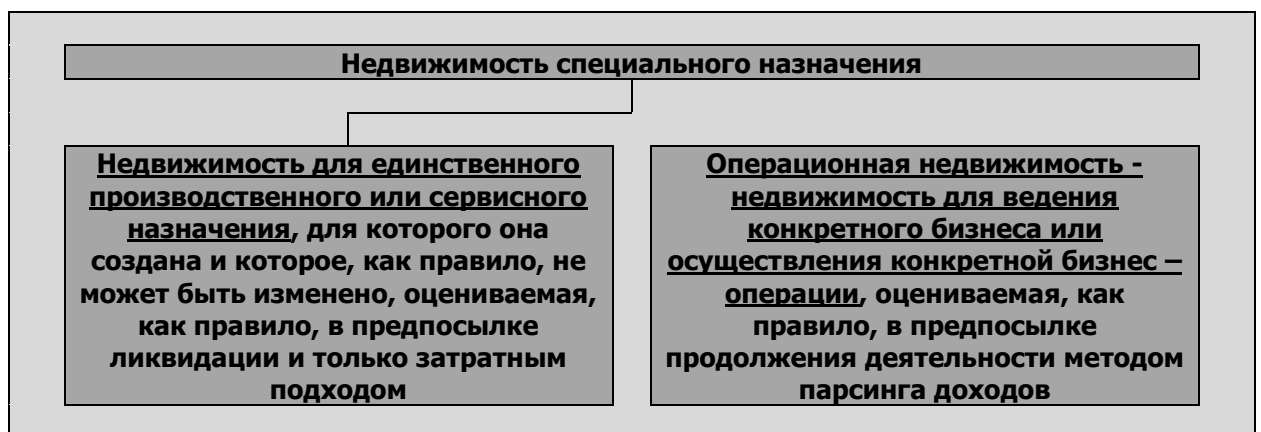 Недвижимость специального назначения
Недвижимость для единственного
производственного или сервисного
назначения, для которого она
создана и которое, как правило, не
может быть изменено, оцениваемая,
как правило, в предпосылке
ликвидации и только затратным
подходом
Операционная недвижимость -
недвижимость для ведения
конкретного бизнеса или
осуществления конкретной бизнес –
операции, оцениваемая, как
правило, в предпосылке
продолжения деятельности методом
парсинга доходов